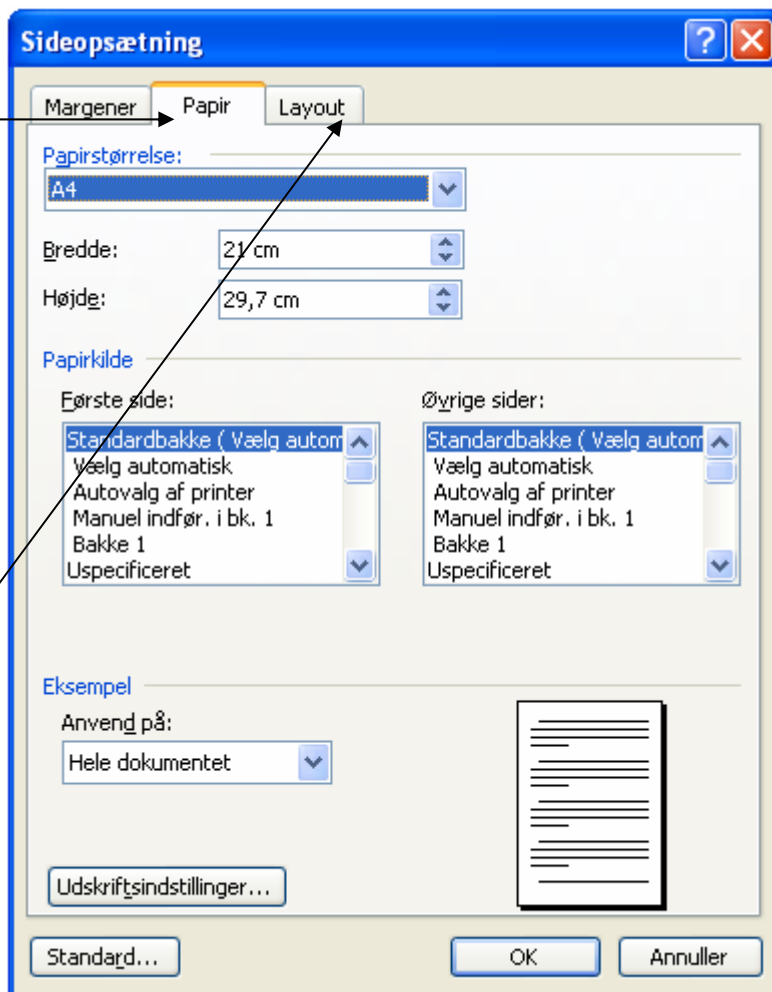 Sideopsætning
Margener Papir Layout
Papirstørrelse:
A4
Bredde: 21 cm
Højde: 29,7 cm
Papirkilde
Første side: Øvrige sider:
Standardbakke ( Vælg autom Standardbakke ( Vælg autom
Vælg automatisk Vælg automatisk
Autovalg af printer Autovalg af printer
Manuel indfør. i bk. 1 Manuel indfør. i bk. 1
Bakke 1 Bakke 1
Uspecificeret Uspecificeret
Eksempel
Anvend på:
Hele dokumentet
Udskriftsindstillinger...
Standard... OK Annuller